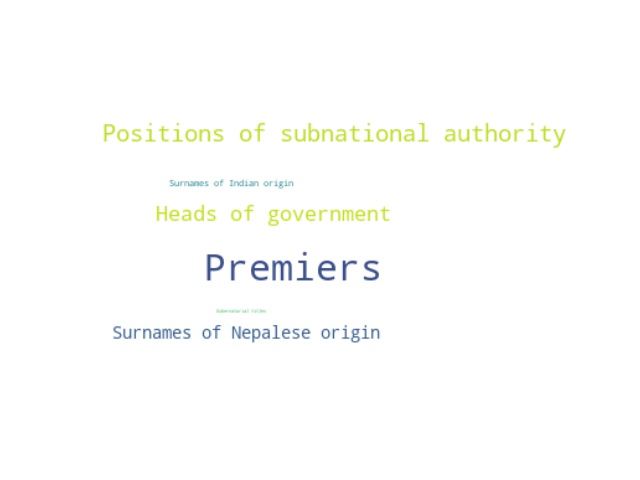 Positions of subnational authority
Surnames of Indian origin
Heads of government
Premiers
Gubernatorial titles
Surnames of Nepalese origin